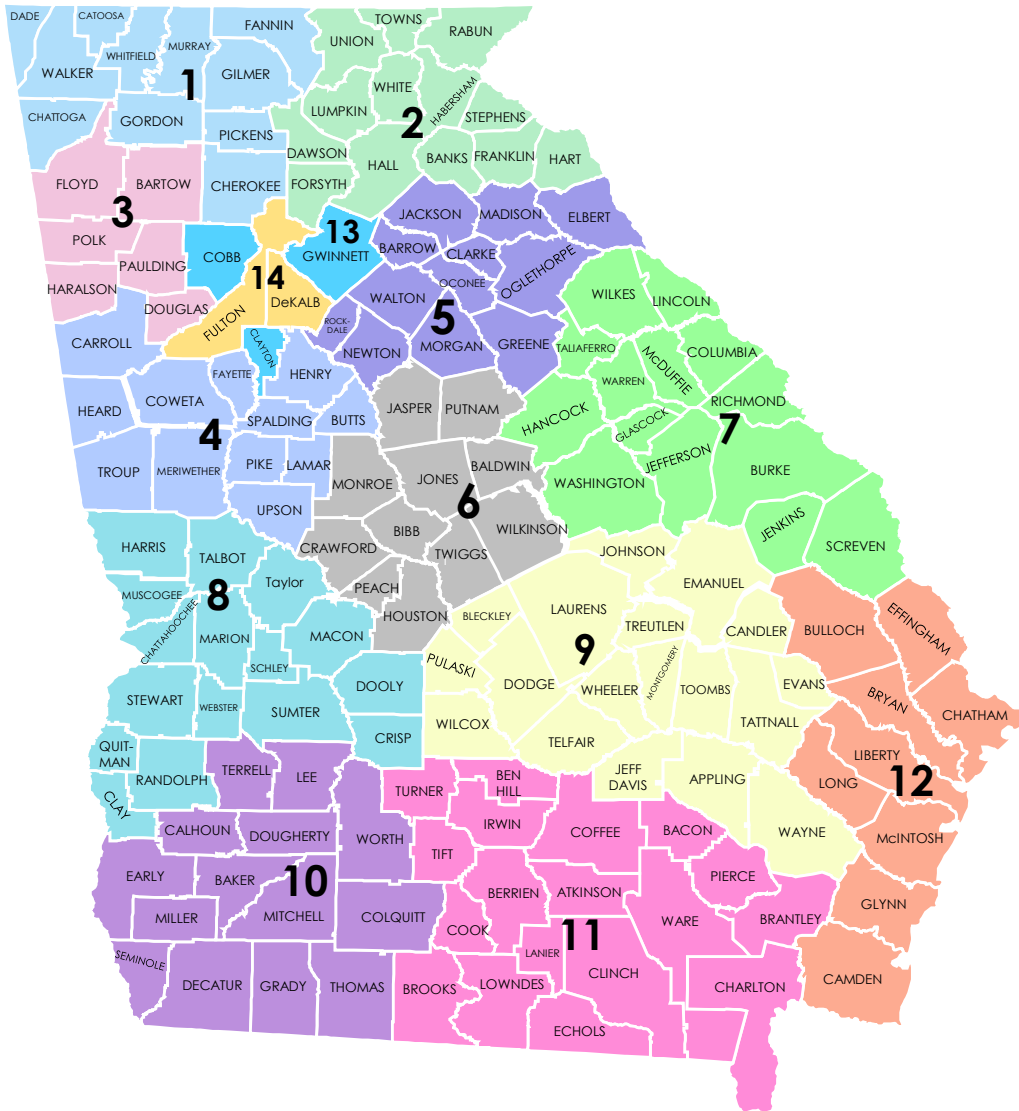 DADE
CATOOSA
FANNIN
TOWNS
UNION
RABUN
WHITFIELD
MURRAY
WALKER
1
GILMER
WHITE
HABERSHAM
CHATTOGA
GORDON
PICKENS
LUMPKIN
2
STEPHENS
DAWSON
HALL
BANKS
FRANKLIN
HART
FLOYD
BARTOW
CHEROKEE
FORSYTH
3
JACKSON
MADISON
ELBERT
POLK
13
COBB
GWINNETT
BARROW
CLARKE
OGLETHORPE
PAULDING
14
OCONEE
HARALSON
DeKALB
WALTON
WILKES
LINCOLN
DOUGLAS
FULTON
ROCK-
DALE
5
CARROLL
CLAYTON
NEWTON
MORGAN
GREENE
TALIAFERRO
McDUFFIE
COLUMBIA
FAYETTE
HENRY
WARREN
HEARD
COWETA
SPALDING
BUTTS
JASPER
PUTNAM
HANCOCK
GLASCOCK
RICHMOND
4
7
TROUP
MERIWETHER
PIKE
LAMAR
MONROE
JONES
BALDWIN
WASHINGTON
JEFFERSON
BURKE
6
UPSON
BIBB
WILKINSON
JENKINS
HARRIS
TALBOT
CRAWFORD
TWIGGS
JOHNSON
SCREVEN
Taylor
PEACH
EMANUEL
MUSCOGEE
8
HOUSTON
BLECKLEY
LAURENS
CHATTAHOOCHEE
MARION
MACON
TREUTLEN
CANDLER
BULLOCH
EFFINGHAM
9
SCHLEY
PULASKI
MONTGOMERY
STEWART
WEBSTER
SUMTER
DOOLY
DODGE
WHEELER
TOOMBS
EVANS
BRYAN
CHATHAM
CRISP
WILCOX
TELFAIR
TATTNALL
QUIT-
MAN
LIBERTY
RANDOLPH
TERRELL
LEE
TURNER
BEN
HILL
JEFF
DAVIS
APPLING
LONG
12
CLAY
CALHOUN
DOUGHERTY
WORTH
IRWIN
COFFEE
BACON
WAYNE
McINTOSH
TIFT
EARLY
BAKER
10
BERRIEN
ATKINSON
PIERCE
GLYNN
MILLER
MITCHELL
COLQUITT
COOK
11
WARE
BRANTLEY
SEMINOLE
LANIER
CLINCH
CAMDEN
DECATUR
GRADY
THOMAS
BROOKS
LOWNDES
CHARLTON
ECHOLS